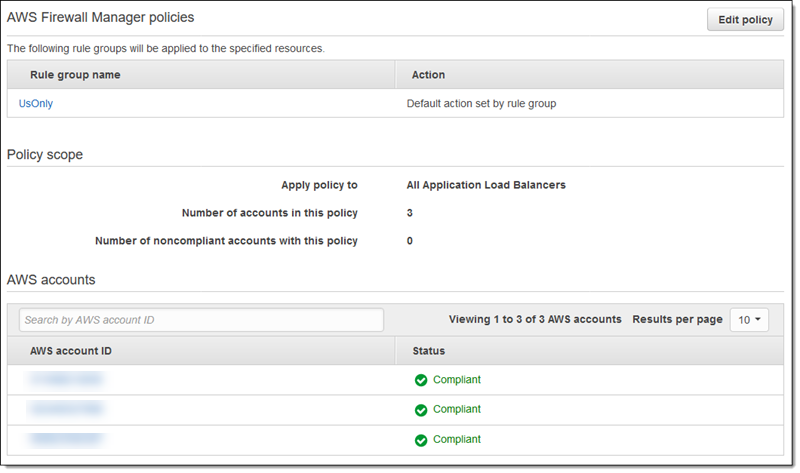 AWS Firewall Manager policies
Edit policy
The following rule groups will be applied to the specified resources.
Rule group name Action
UsOnly Default action set by rule group
Policy scope
Apply policy to All Application Load Balancers
Number of accounts in this policy 3
Number of noncompliant accounts with this policy 0
AWS accounts
Search by AWS account ID Viewing 1 to 3 of 3 AWS accounts Results per page 10
AWS account ID Status
Compliant
Compliant
Compliant